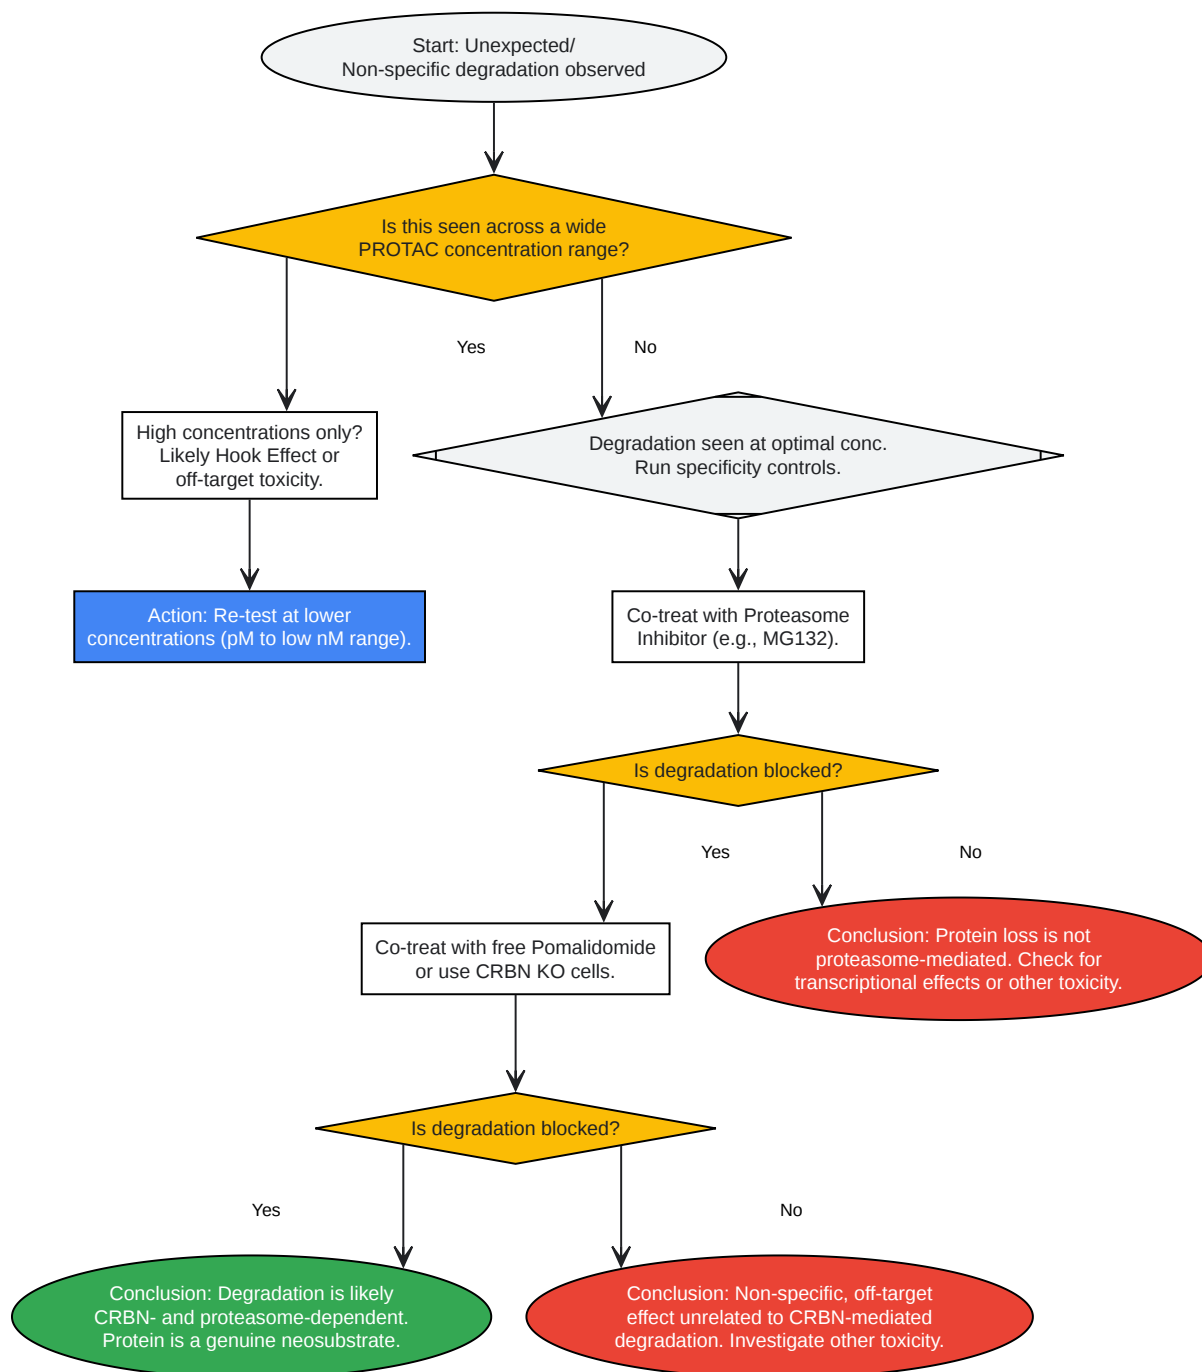 Start: Unexpected/
Non-specific degradation observed
Is this seen across a wide
PROTAC concentration range?
Yes
No
High concentrations only?
Likely Hook Effect or
off-target toxicity.
Degradation seen at optimal conc.
Run specificity controls.
Action: Re-test at lower
concentrations (pM to low nM range).
Co-treat with Proteasome
Inhibitor (e.g., MG132).
Is degradation blocked?
Yes
No
Co-treat with free Pomalidomide
or use CRBN KO cells.
Conclusion: Protein loss is not
proteasome-mediated. Check for
transcriptional effects or other toxicity.
Is degradation blocked?
Yes
No
Conclusion: Degradation is likely
CRBN- and proteasome-dependent.
Protein is a genuine neosubstrate.
Conclusion: Non-specific, off-target
effect unrelated to CRBN-mediated
degradation. Investigate other toxicity.